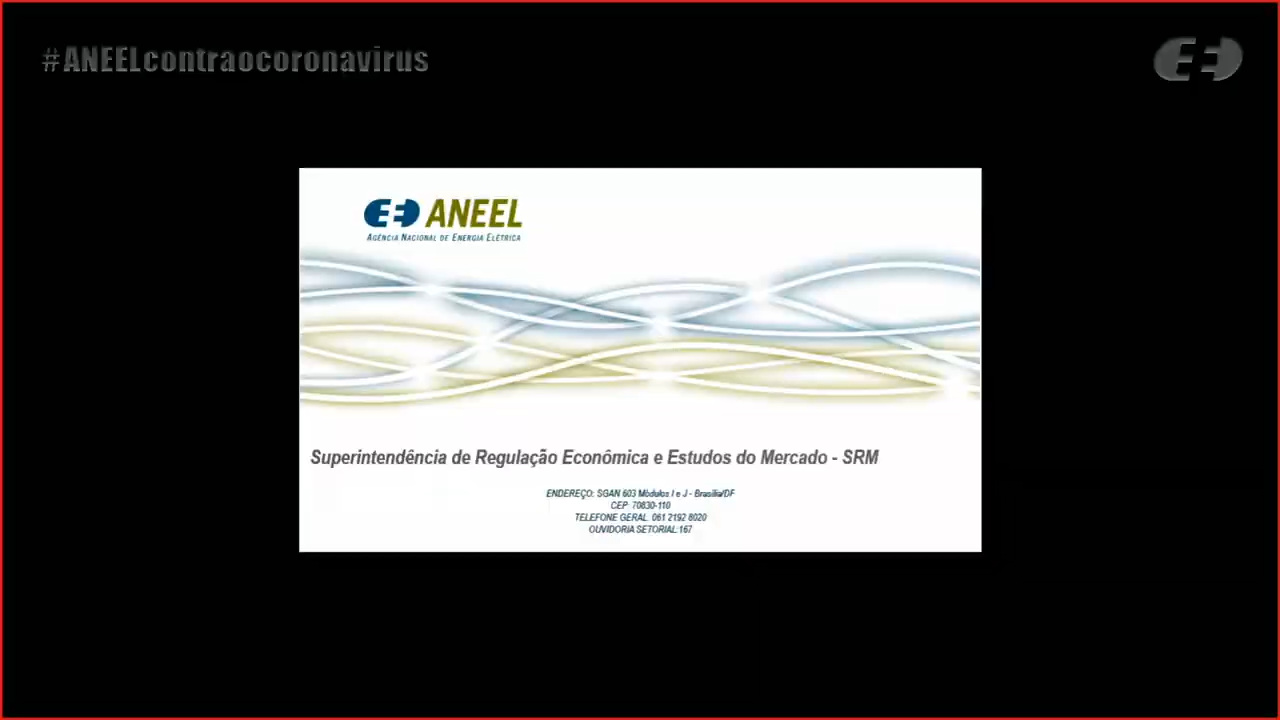 #ANEELcontraocoronavirus
ANEEL
AGÊNCIA NACIONAL DE ENERGIA ELÉTRICA
Superintendência de Regulação Econômica e Estudos do Mercado - SRM
ENDEREÇO: SGAN 603 Módulos I e J - Brasília/DF
CEP: 70830-110
TELEFONE GERAL: 061 2192 8020
OUVIDORIA SETORIAL:167